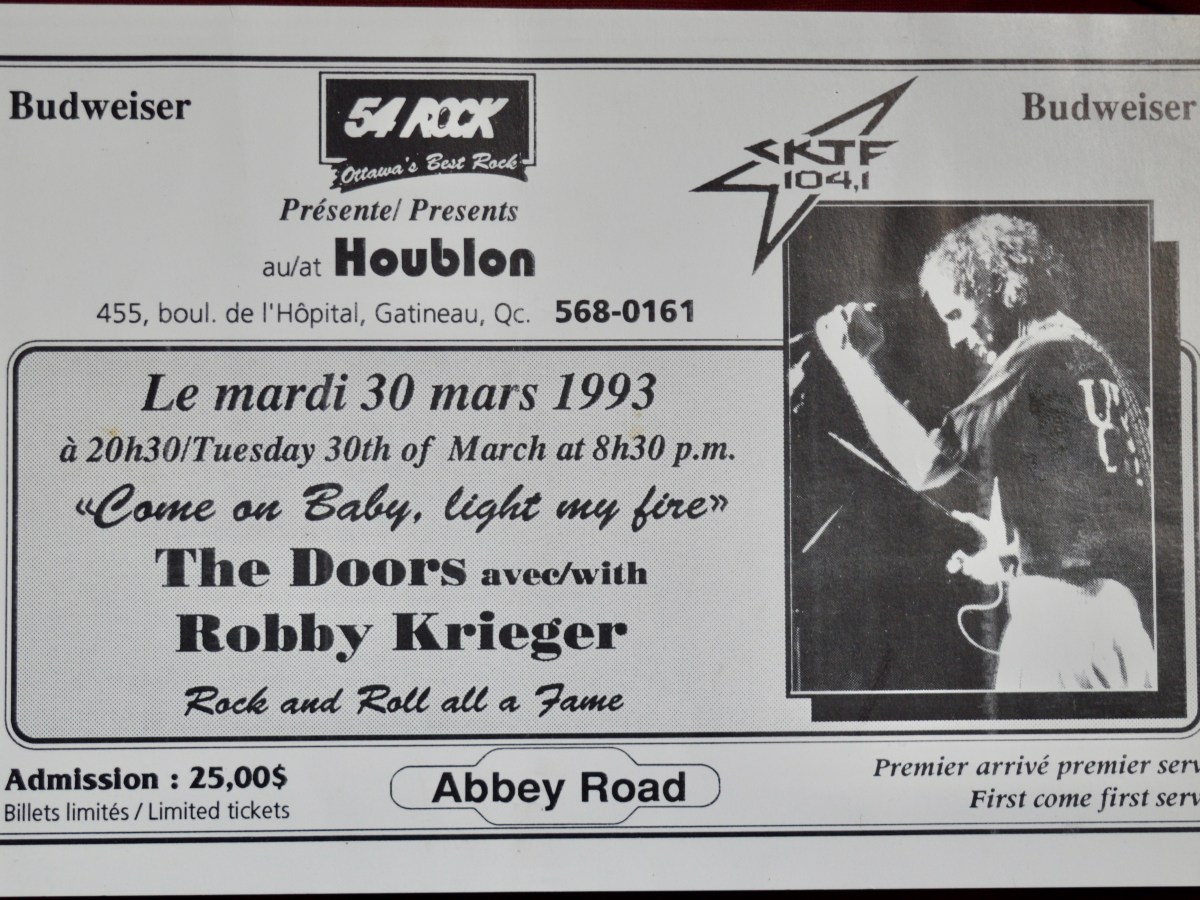 Budweiser
54 ROCK
Ottawa's Best Rock
CKTF
104,1
Budweiser
Présente/ Presents
au/at Houblon
455, boul. de l'Hôpital, Gatineau, Qc. 568-0161
Le mardi 30 mars 1993
à 20h30/Tuesday 30th of March at 8h30 p.m.
«Come on Baby, light my fire»
The Doors avec/with
Robby Krieger
Rock and Roll all a Fame
Admission : 25,00$
Billets limités / Limited tickets
Abbey Road
Premier arrivé premier serv
First come first serv